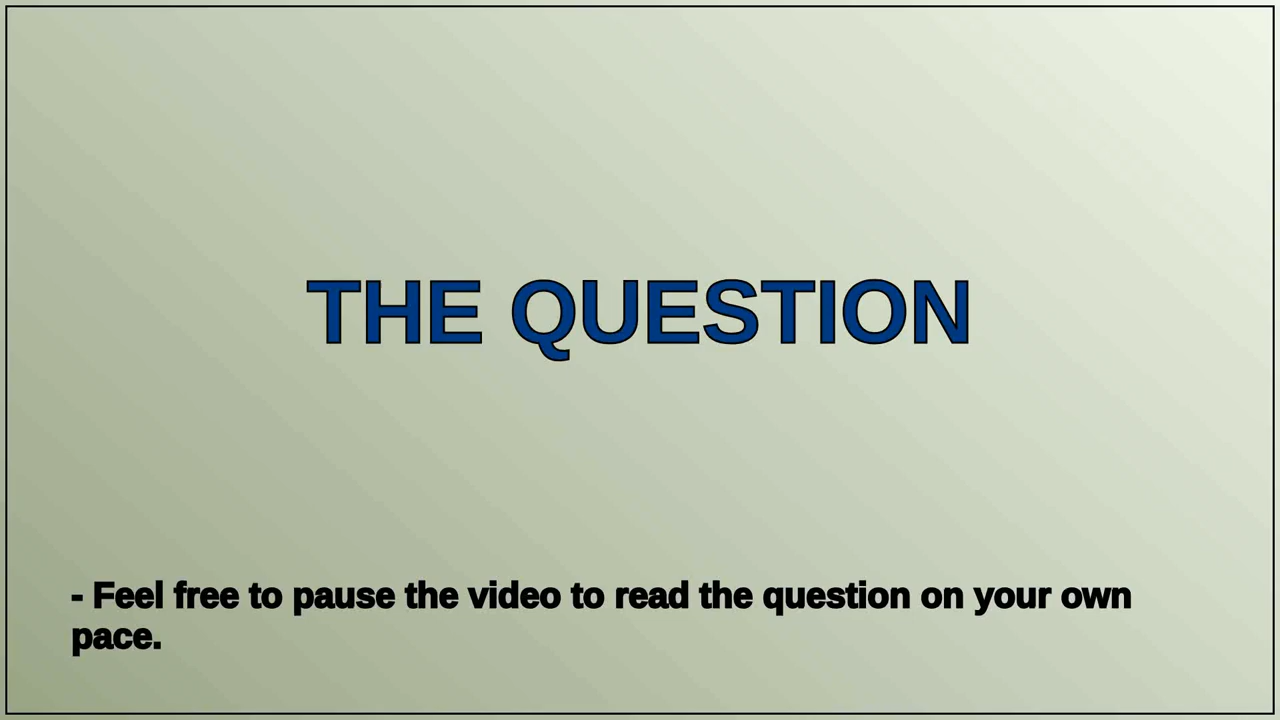 THE QUESTION
- Feel free to pause the video to read the question on your own
pace.